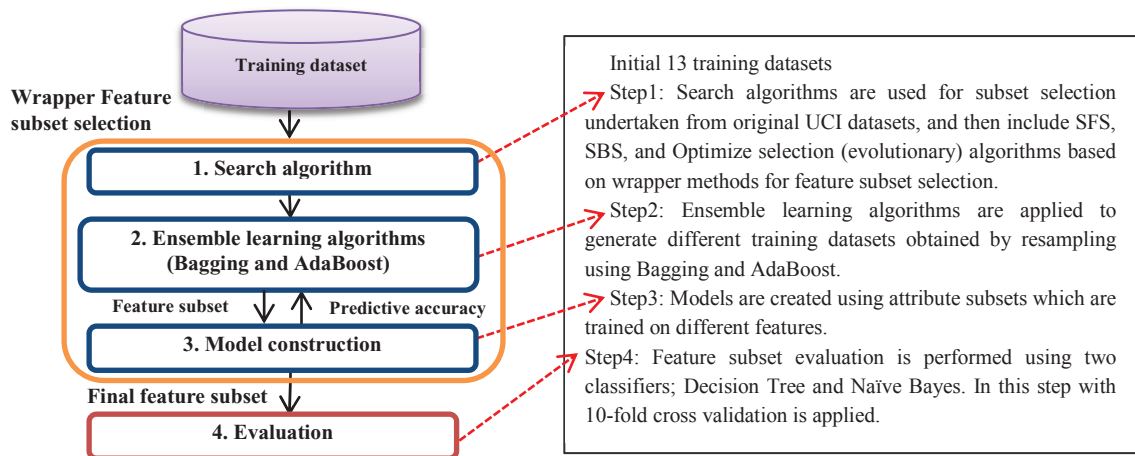 Training dataset
Wrapper Feature
subset selection
1. Search algorithm
2. Ensemble learning algorithms
(Bagging and AdaBoost)
Feature subset
Predictive accuracy
3. Model construction
Final feature subset
4. Evaluation
Initial 13 training datasets
Step1: Search algorithms are used for subset selection
undertaken from original UCI datasets, and then include SFS,
SBS, and Optimize selection (evolutionary) algorithms based
on wrapper methods for feature subset selection.
Step2: Ensemble learning algorithms are applied to
generate different training datasets obtained by resampling
using Bagging and AdaBoost.
Step3: Models are created using attribute subsets which are
trained on different features.
Step4: Feature subset evaluation is performed using two
classifiers; Decision Tree and Naïve Bayes. In this step with
10-fold cross validation is applied.